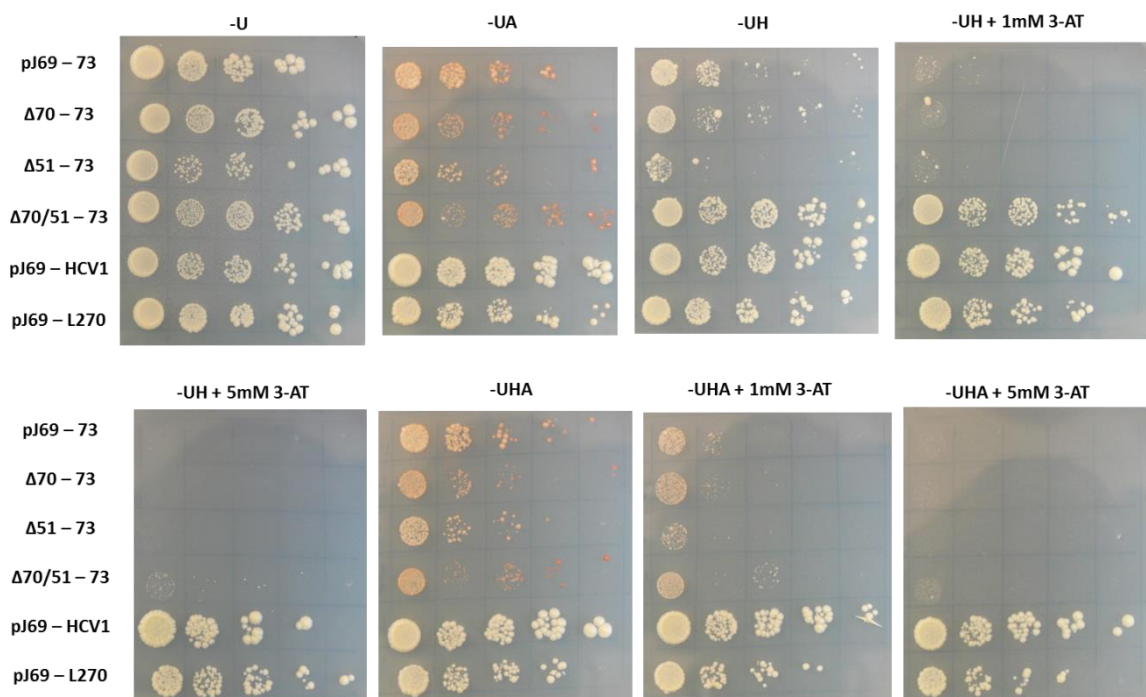 -U -UA -UH -UH + 1mM 3-AT
pJ69 – 73
Δ70 – 73
Δ51 – 73
Δ70/51 – 73
pJ69 – HCV1
pJ69 – L270
-UH + 5mM 3-AT -UHA -UHA + 1mM 3-AT -UHA + 5mM 3-AT
pJ69 – 73
Δ70 – 73
Δ51 – 73
Δ70/51 – 73
pJ69 – HCV1
pJ69 – L270